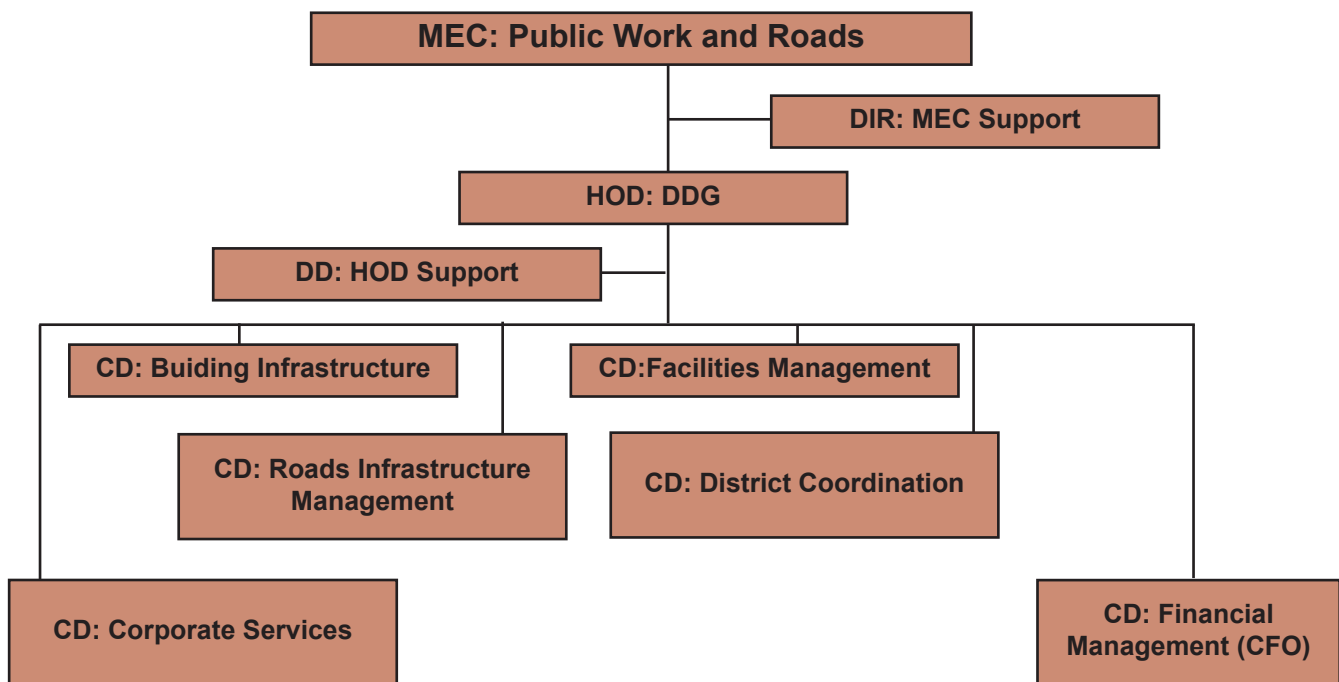 MEC: Public Work and Roads
DIR: MEC Support
HOD: DDG
DD: HOD Support
CD: Buiding Infrastructure
CD:Facilities Management
CD: Roads Infrastructure
Management
CD: District Coordination
CD: Corporate Services
CD: Financial
Management (CFO)